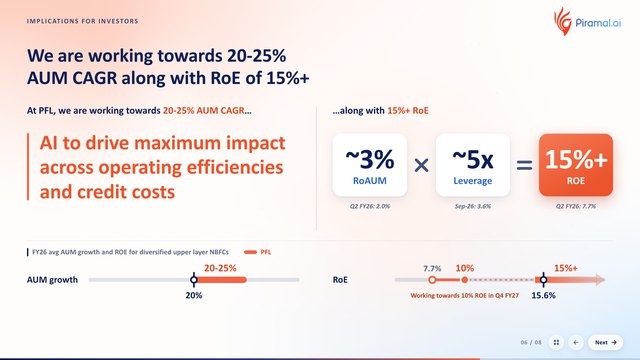 IMPLICATIONS FOR INVESTORS
Piramal.ai
We are working towards 20-25%
AUM CAGR along with RoE of 15%+
At PFL, we are working towards 20-25% AUM CAGR...
AI to drive maximum impact
across operating efficiencies
and credit costs
...along with 15%+ RoE
~3%
RoAUM
×
~5x
Leverage
=
15%+
ROE
Q2 FY26: 2.0%
Sep-26: 3.6%
Q2 FY26: 7.7%
FY26 avg AUM growth and ROE for diversified upper layer NBFCs
PFL
AUM growth
20-25%
20%
RoE
7.7%
10%
15%+
Working towards 10% ROE in Q4 FY27
15.6%
06 / 08
Next →